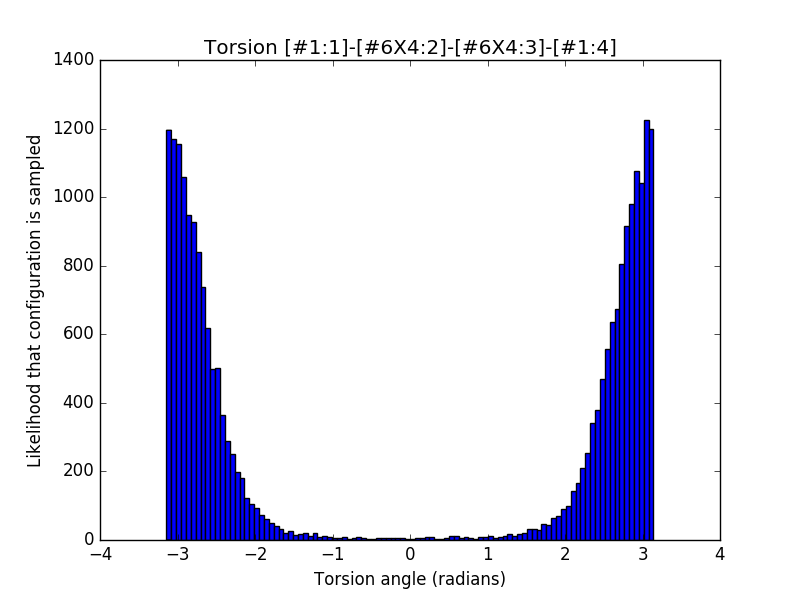 Torsion [#1:1]-[#6X4:2]-[#6X4:3]-[#1:4]
1400
1200
1000
800
600
400
200
0
Likelihood that configuration is sampled
−4 −3 −2 −1 0 1 2 3 4
Torsion angle (radians)